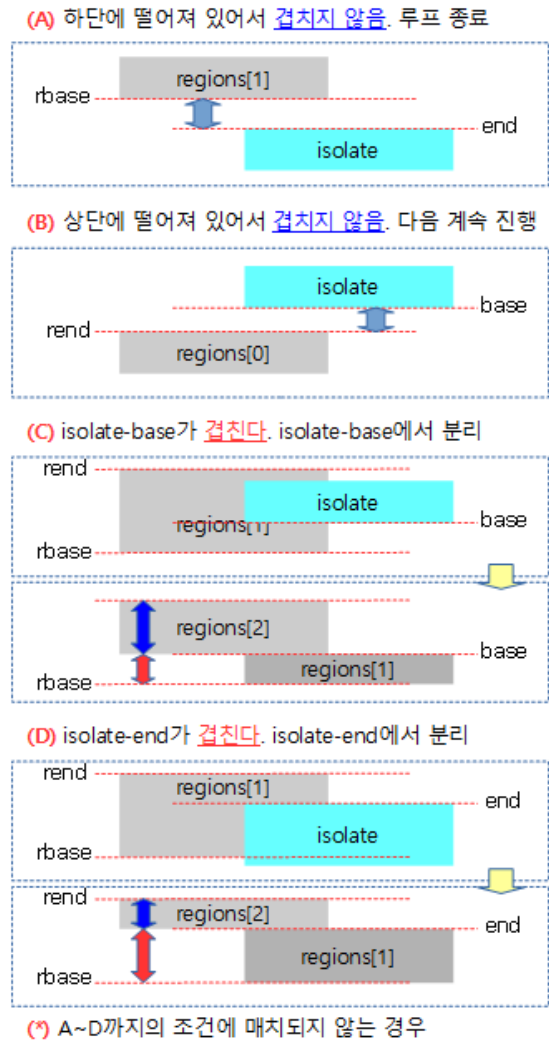 (A) 하단에 떨어져 있어서 겹치지 않음. 루프 종료
regions[1]
rbase
end
isolate
(B) 상단에 떨어져 있어서 겹치지 않음. 다음 계속 진행
isolate
base
rend
regions[0]
(C) isolate-base가 겹친다. isolate-base에서 분리
rend
isolate
regions[1]
base
rbase
regions[2]
base
regions[1]
rbase
(D) isolate-end가 겹친다. isolate-end에서 분리
rend
regions[1]
end
isolate
rbase
rend
regions[2]
end
regions[1]
rbase
(*) A~D까지의 조건에 매치되지 않는 경우